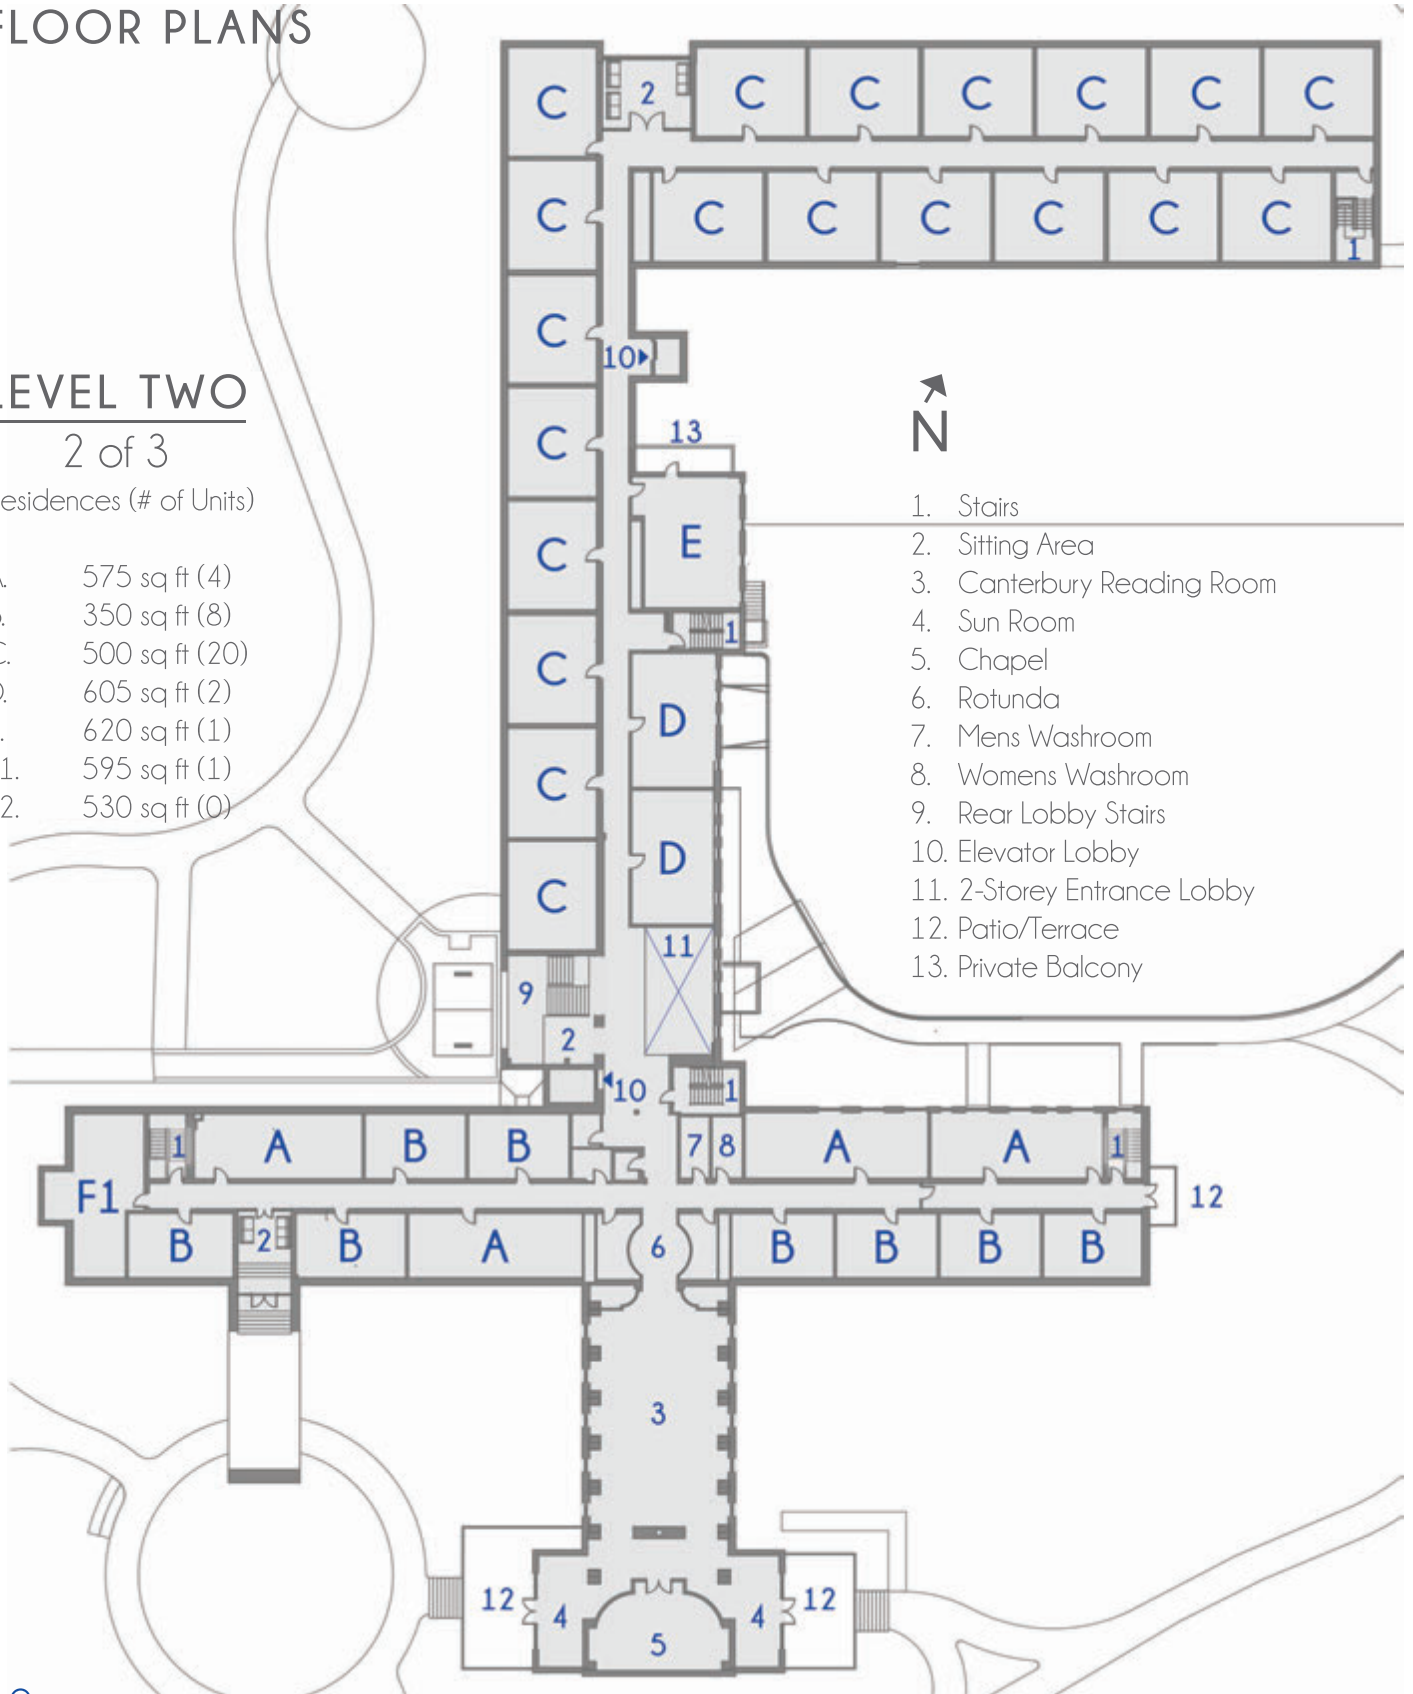 FLOOR PLANS
LEVEL TWO
2 of 3
esidences (# of Units)
A. 575 sq ft (4)
350 sq ft (8)
C. 500 sq ft (20)
D. 605 sq ft (2)
620 sq ft (1)
1. 595 sq ft (1)
2. 530 sq ft (0)
N
1. Stairs
2. Sitting Area
3. Canterbury Reading Room
4. Sun Room
5. Chapel
6. Rotunda
7. Mens Washroom
8. Womens Washroom
9. Rear Lobby Stairs
10. Elevator Lobby
11. 2-Storey Entrance Lobby
12. Patio/Terrace
13. Private Balcony
C 2 C C C C C C
C C C C C C C 1
C 10
C 13
C E
C 1
D
C
D
C 11
9
2
10 1
1 A B B 7 8 A A 1
F1 12
B 2 B A 6 B B B B
3
12 4 5 4 12